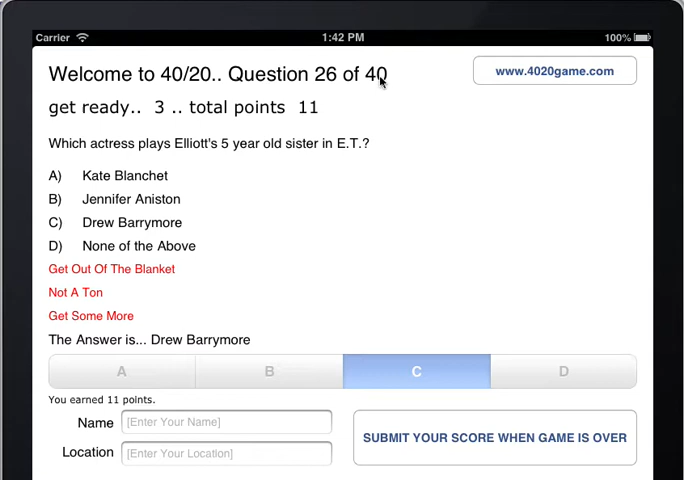 Carrier 1:42 PM 100%
Welcome to 40/20.. Question 26 of 40
www.4020game.com
get ready.. 3 .. total points 11
Which actress plays Elliott's 5 year old sister in E.T.?
A) Kate Blanchet
B) Jennifer Aniston
C) Drew Barrymore
D) None of the Above
Get Out Of The Blanket
Not A Ton
Get Some More
The Answer is... Drew Barrymore
A B C D
You earned 11 points.
Name [Enter Your Name]
Location [Enter Your Location]
SUBMIT YOUR SCORE WHEN GAME IS OVER